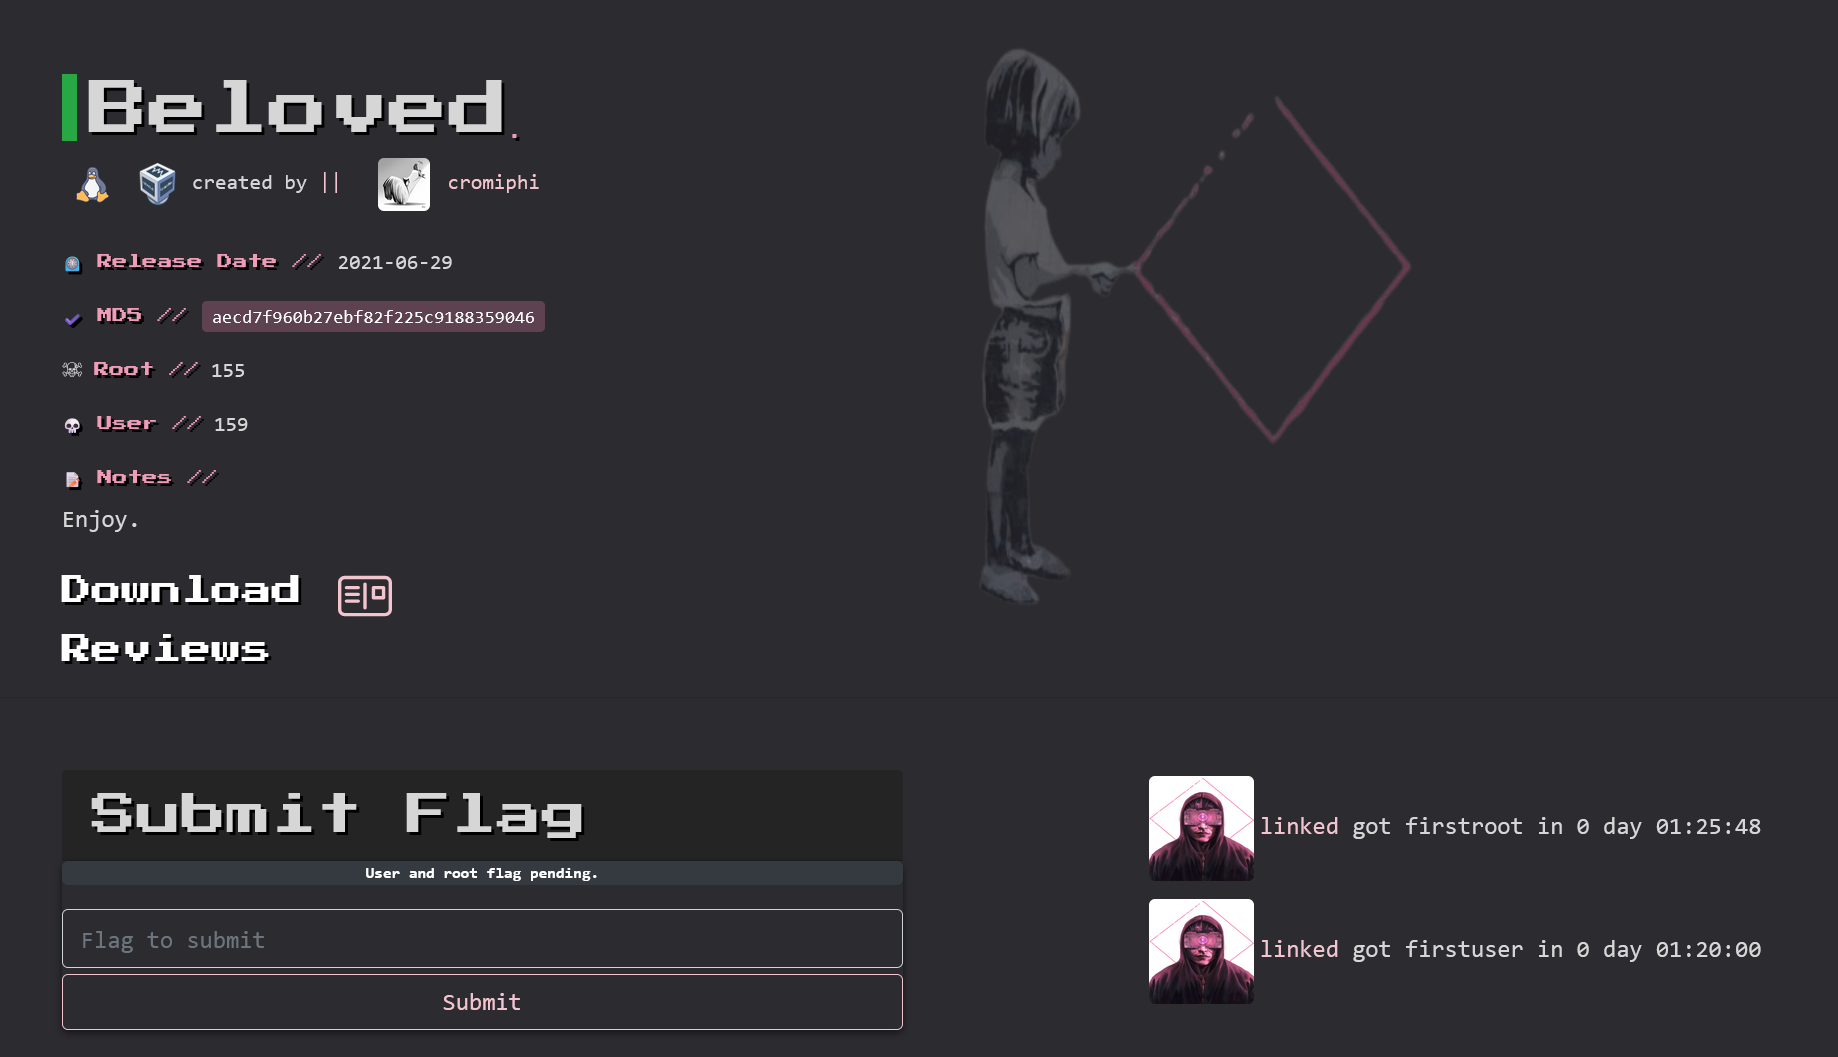 Beloved.
created by || cromiphi
Release Date // 2021-06-29
MD5 // aecd7f960b27ebf82f225c9188359046
Root // 155
User // 159
Notes //
Enjoy.
Download
Reviews
Submit Flag
User and root flag pending.
Flag to submit
Submit
linked got firstroot in 0 day 01:25:48
linked got firstuser in 0 day 01:20:00